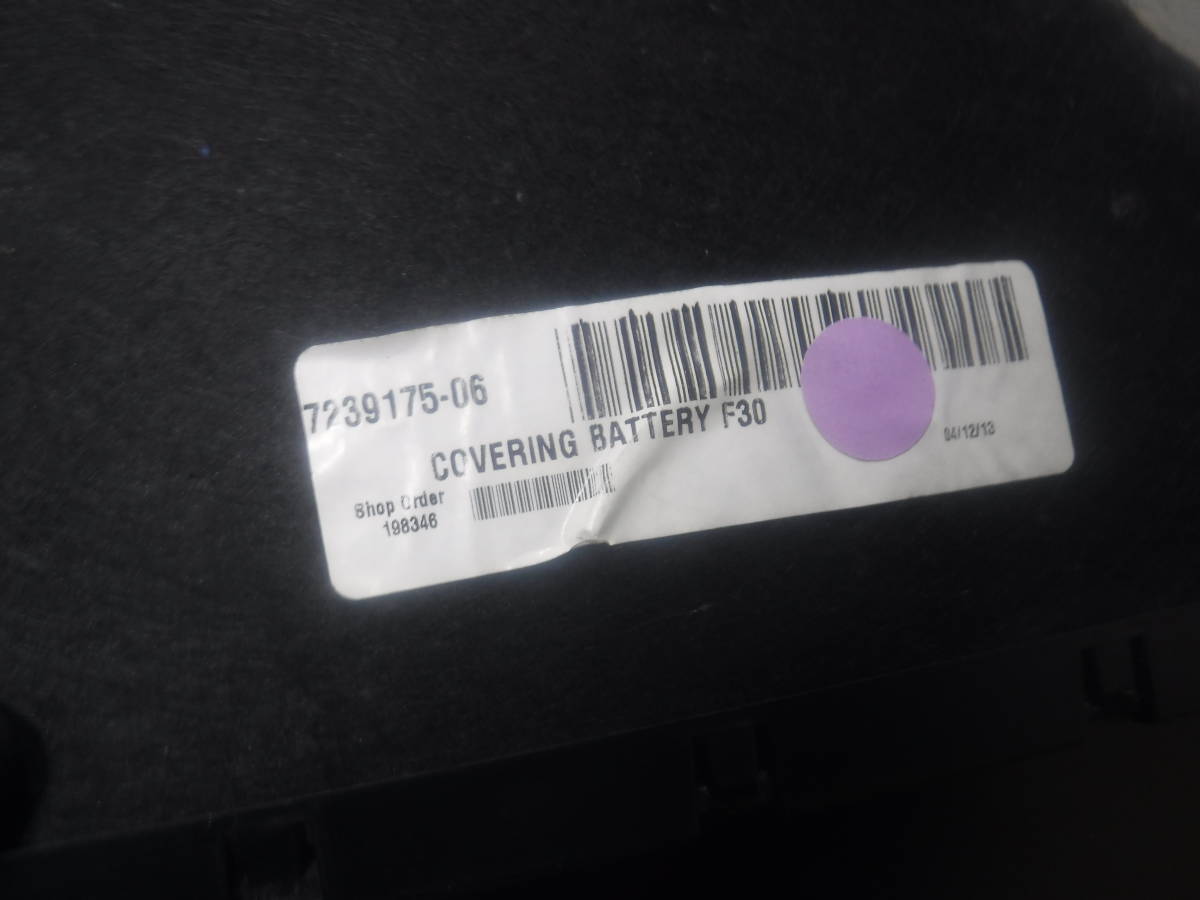 7239175-06
COVERING BATTERY F30
04/12/13
Shop Order
198346